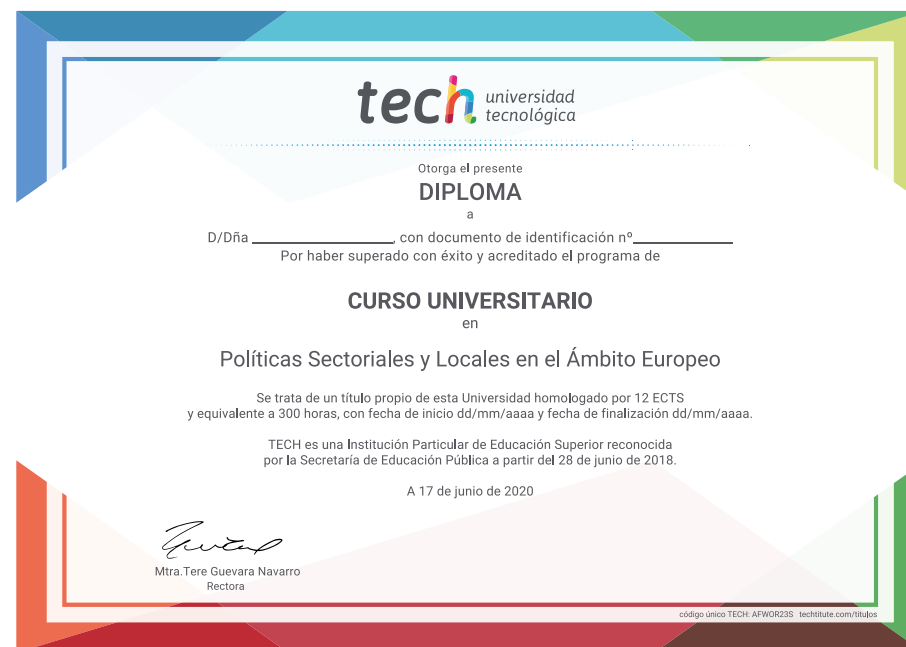 tech universidad
tecnológica
Otorga el presente
DIPLOMA
a
D/Dña ____________________, con documento de identificación nº______________
Por haber superado con éxito y acreditado el programa de
CURSO UNIVERSITARIO
en
Políticas Sectoriales y Locales en el Ámbito Europeo
Se trata de un título propio de esta Universidad homologado por 12 ECTS
y equivalente a 300 horas, con fecha de inicio dd/mm/aaaa y fecha de finalización dd/mm/aaaa.
TECH es una Institución Particular de Educación Superior reconocida
por la Secretaría de Educación Pública a partir del 28 de junio de 2018.
A 17 de junio de 2020
Mtra.Tere Guevara Navarro
Rectora
código único TECH: AFWOR23S techtitute.com/titulos